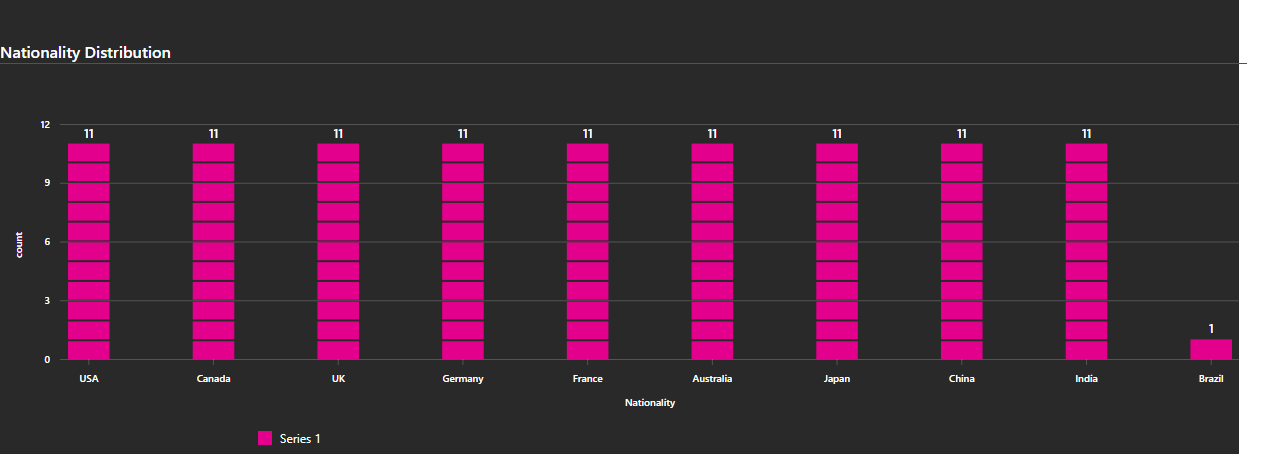 Nationality Distribution
12
11 11 11 11 11 11 11 11 11
9
6
count
3
1
0
USA Canada UK Germany France Australia Japan China India Brazil
Nationality
Series 1